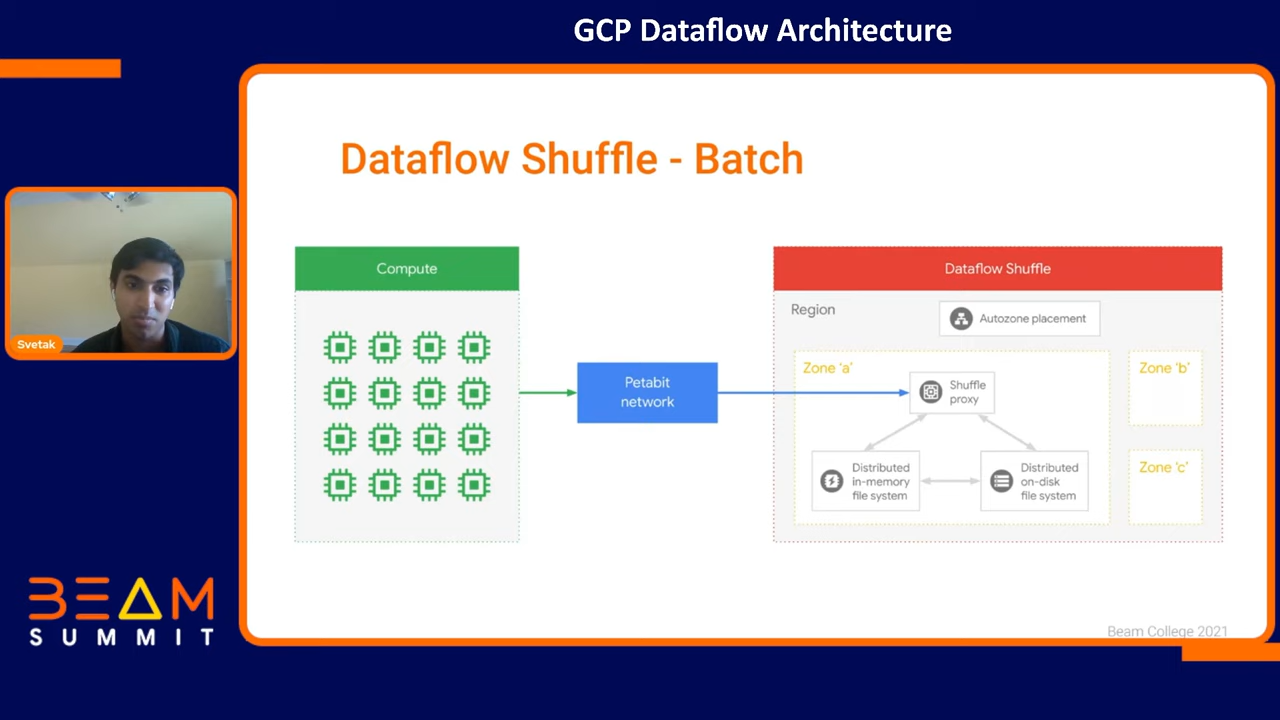 GCP Dataflow Architecture
Dataflow Shuffle - Batch
Compute
Petabit
network
Dataflow Shuffle
Region
Autozone placement
Zone 'a'
Shuffle
proxy
Distributed
in-memory
file system
Distributed
on-disk
file system
Zone 'b'
Zone 'c'
Svetak
BEAM
SUMMIT
Beam College 2021